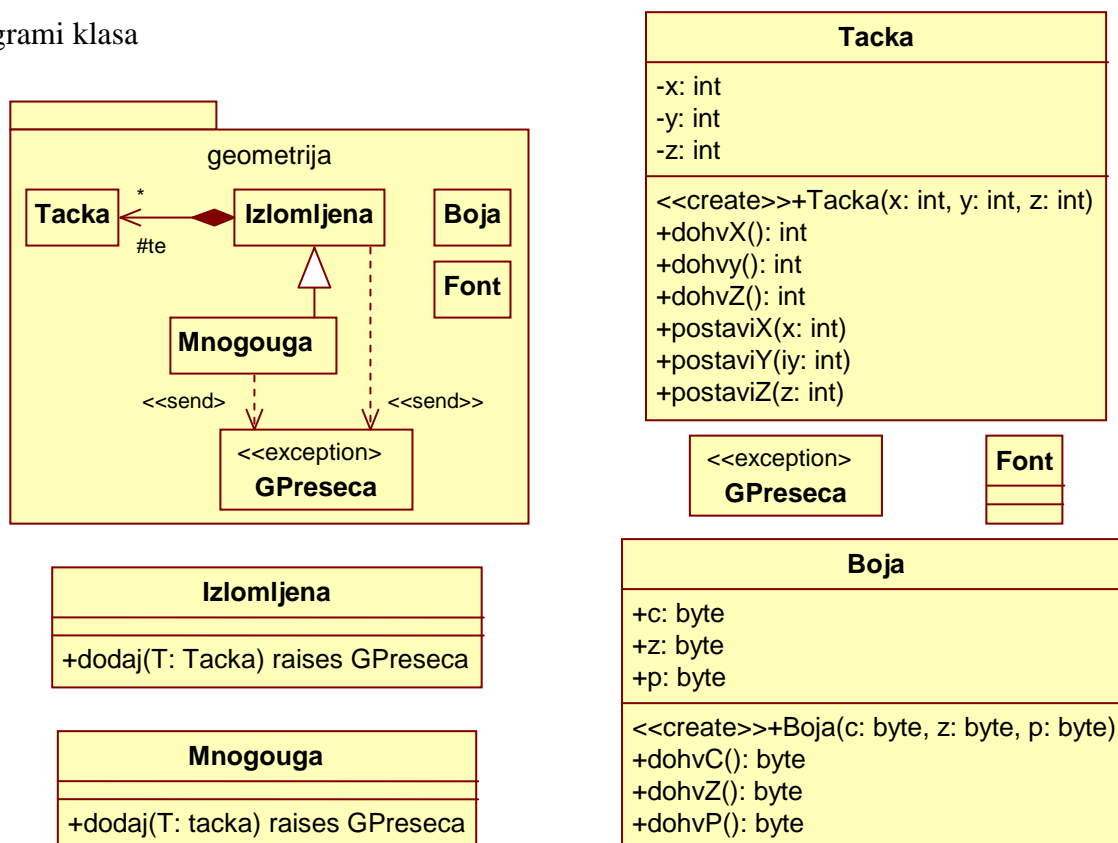 grami klasa
geometrija
Tacka
*
#te
Izlomljena
Boja
Font
Mnogouga
<<send>
<<send>>
<<exception>
GPreseca
Izlomljena
+dodaj(T: Tacka) raises GPreseca
Mnogouga
+dodaj(T: tacka) raises GPreseca
Tacka
-x: int
-y: int
-z: int
<<create>>+Tacka(x: int, y: int, z: int)
+dohvX(): int
+dohvy(): int
+dohvZ(): int
+postaviX(x: int)
+postaviY(iy: int)
+postaviZ(z: int)
<<exception>
GPreseca
Font
Boja
+c: byte
+z: byte
+p: byte
<<create>>+Boja(c: byte, z: byte, p: byte)
+dohvC(): byte
+dohvZ(): byte
+dohvP(): byte